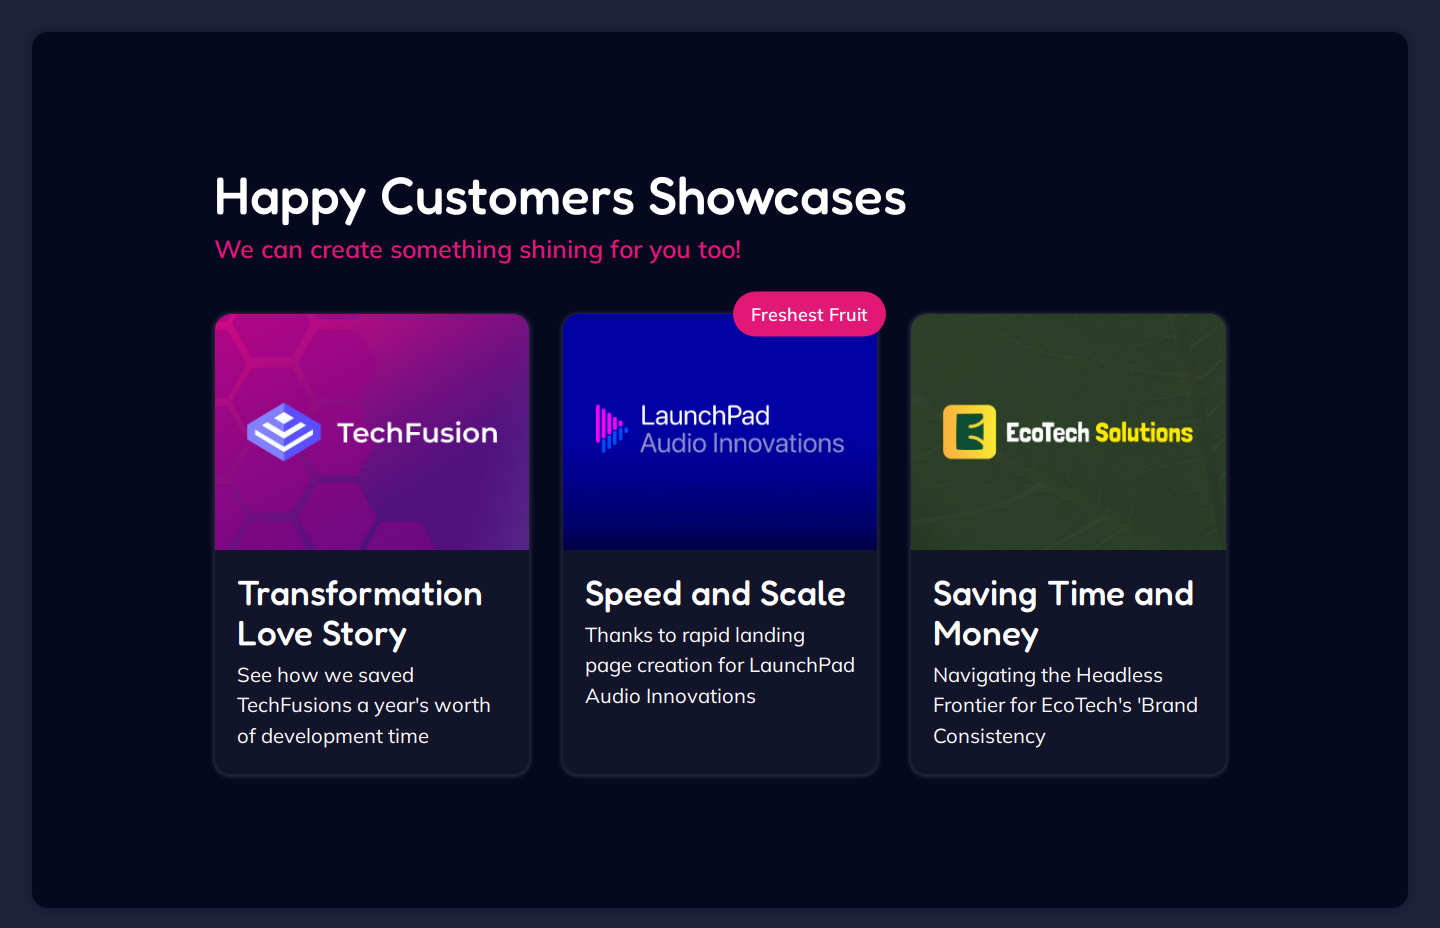 Happy Customers Showcases
We can create something shining for you too!
TechFusion
Transformation
Love Story
See how we saved
TechFusions a year's worth
of development time
Freshest Fruit
LaunchPad
Audio Innovations
Speed and Scale
Thanks to rapid landing
page creation for LaunchPad
Audio Innovations
EcoTech Solutions
Saving Time and
Money
Navigating the Headless
Frontier for EcoTech's 'Brand
Consistency